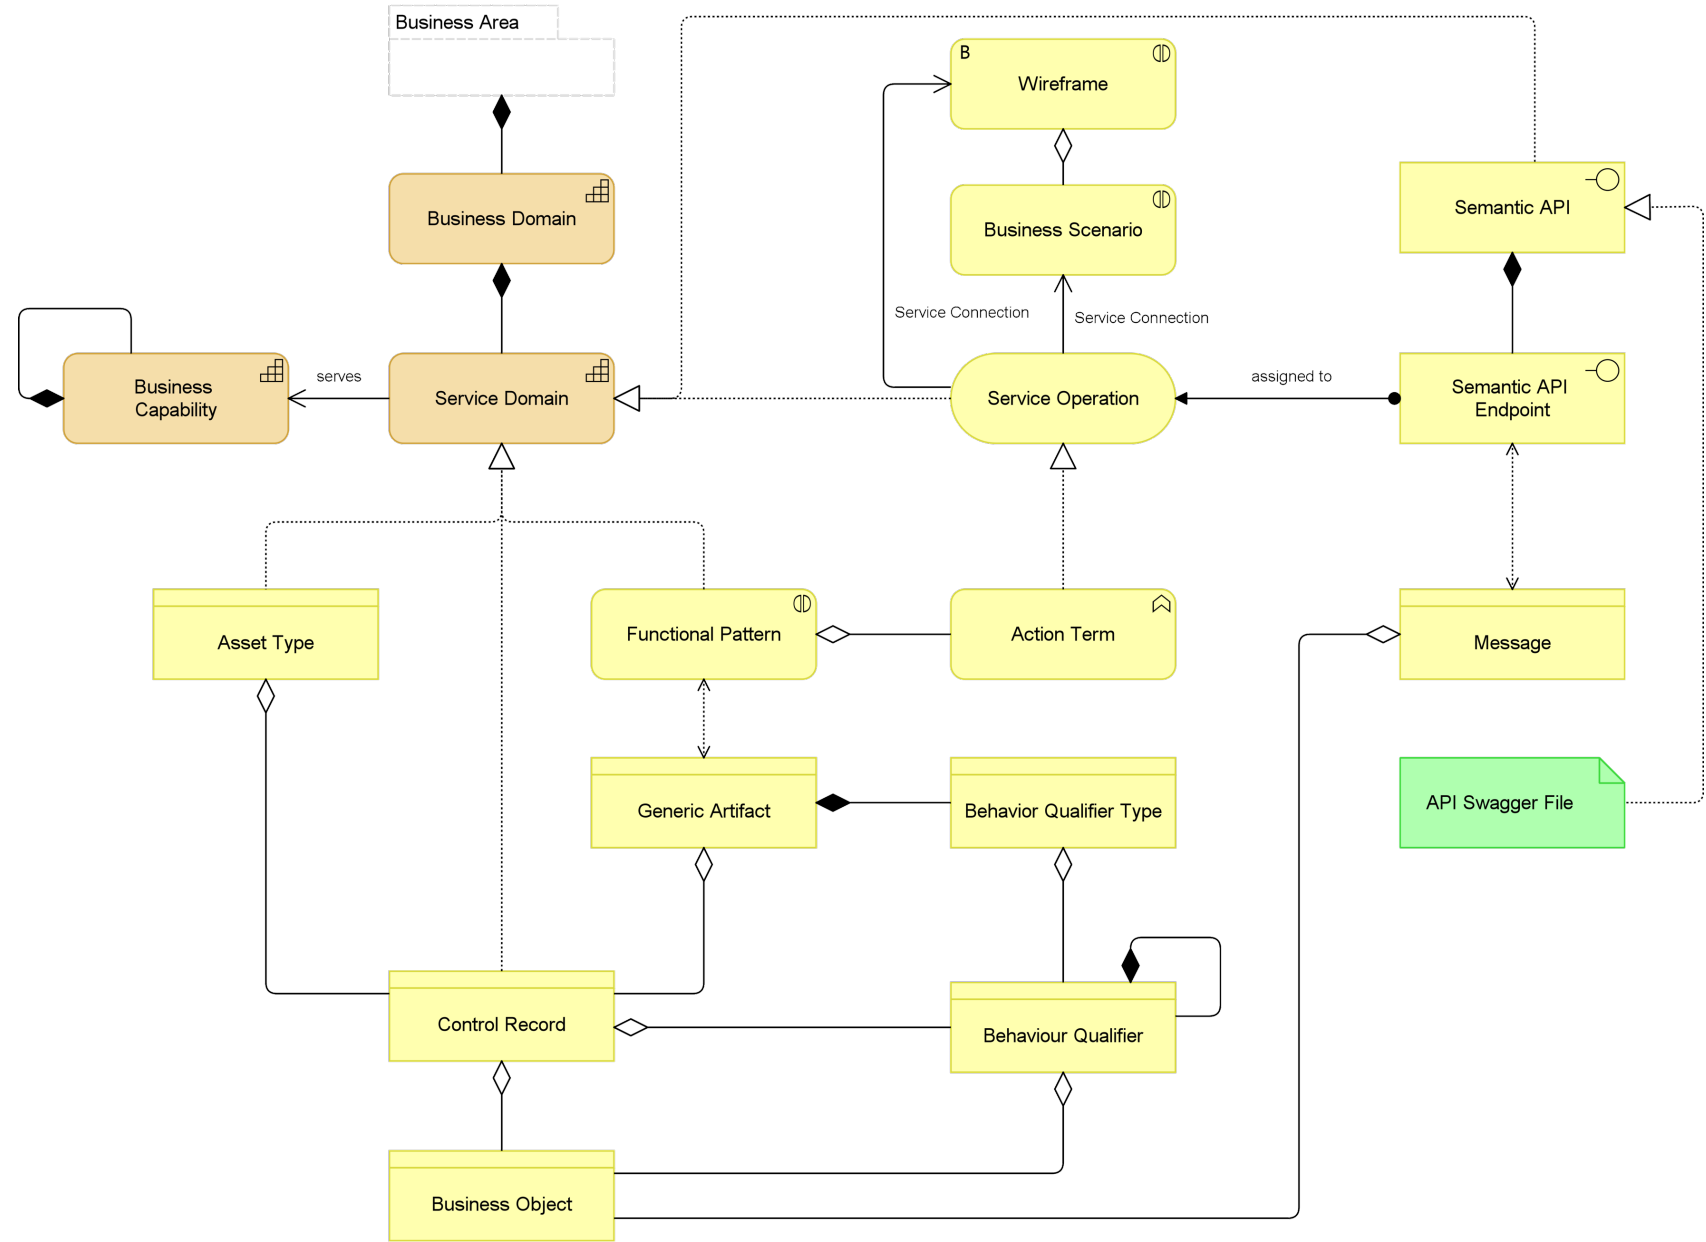 Business Area
B
Wireframe
Business Domain
Business Scenario
Semantic API
Service Connection
Service Connection
Business
Capability
serves
Service Domain
Service Operation
assigned to
Semantic API
Endpoint
Asset Type
Functional Pattern
Action Term
Message
Generic Artifact
Behavior Qualifier Type
API Swagger File
Control Record
Behaviour Qualifier
Business Object